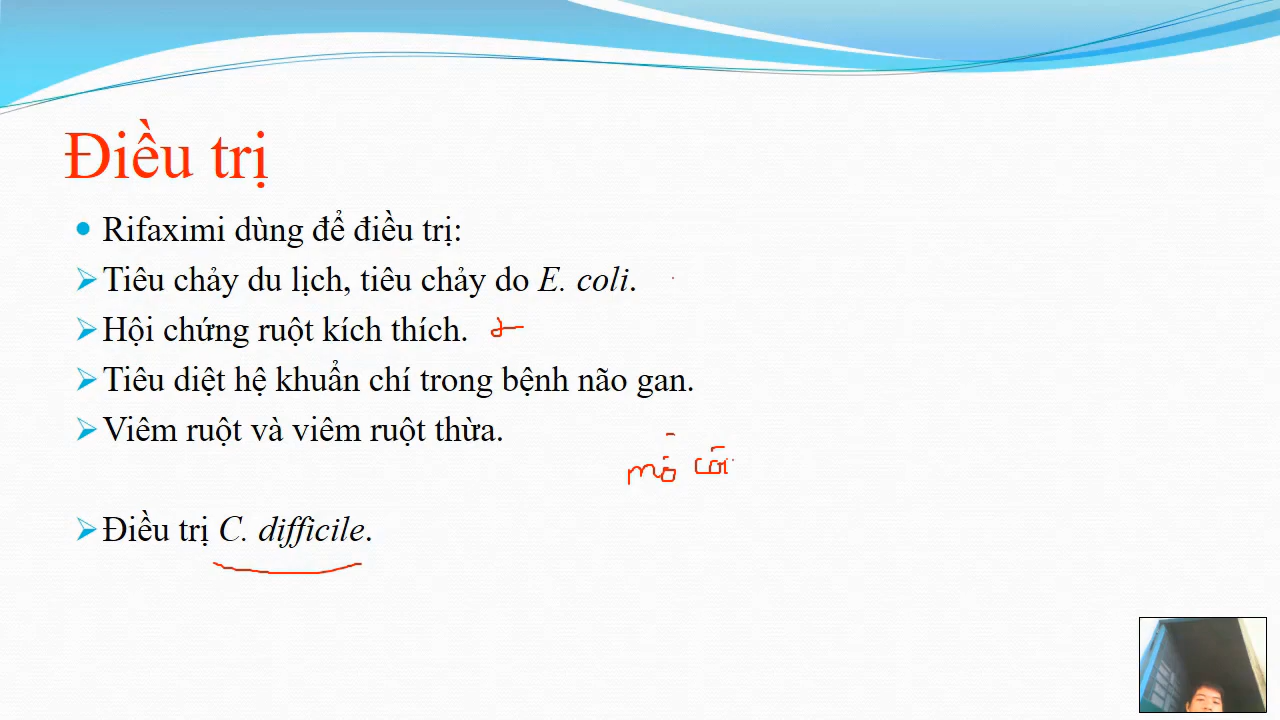 Điều trị
Rifaximi dùng để điều trị:
Tiêu chảy du lịch, tiêu chảy do E. coli.
Hội chứng ruột kích thích.
Tiêu diệt hệ khuẩn chí trong bệnh não gan.
Viêm ruột và viêm ruột thừa.
mồ côi
Điều trị C. difficile.